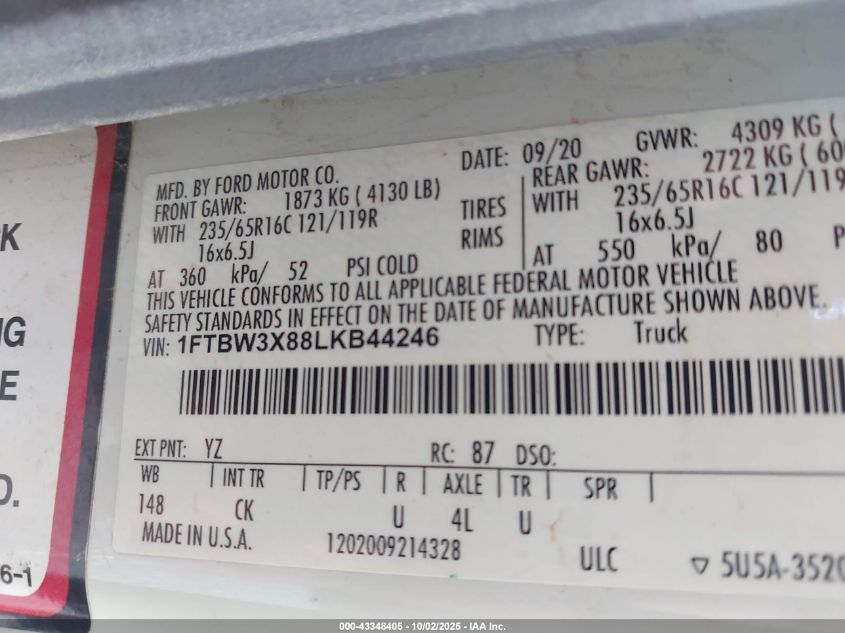 MFD. BY FORD MOTOR CO. DATE: 09/20 GVWR: 4309 KG (
FRONT GAWR: 1873 KG ( 4130 LB) REAR GAWR: 2722 KG ( 60
WITH 235/65R16C 121/119R TIRES WITH 235/65R16C 121/119
16x6.5J RIMS 16x6.5J
AT 360 kPa/ 52 PSI COLD AT 550 kPa/ 80 P
THIS VEHICLE CONFORMS TO ALL APPLICABLE FEDERAL MOTOR VEHICLE
SAFETY STANDARDS IN EFFECT ON THE DATE OF MANUFACTURE SHOWN ABOVE.
VIN: 1FTBW3X88LKB44246 TYPE: Truck
EXT PNT: YZ RC: 87 DSO:
WB INT TR TP/PS R AXLE TR SPR
148 CK U 4L U
MADE IN U.S.A. 1202009214328 ULC 5U5A-3520
NG
E
D.
6-1
000-43348405 - 10/02/2025 - IAA Inc.